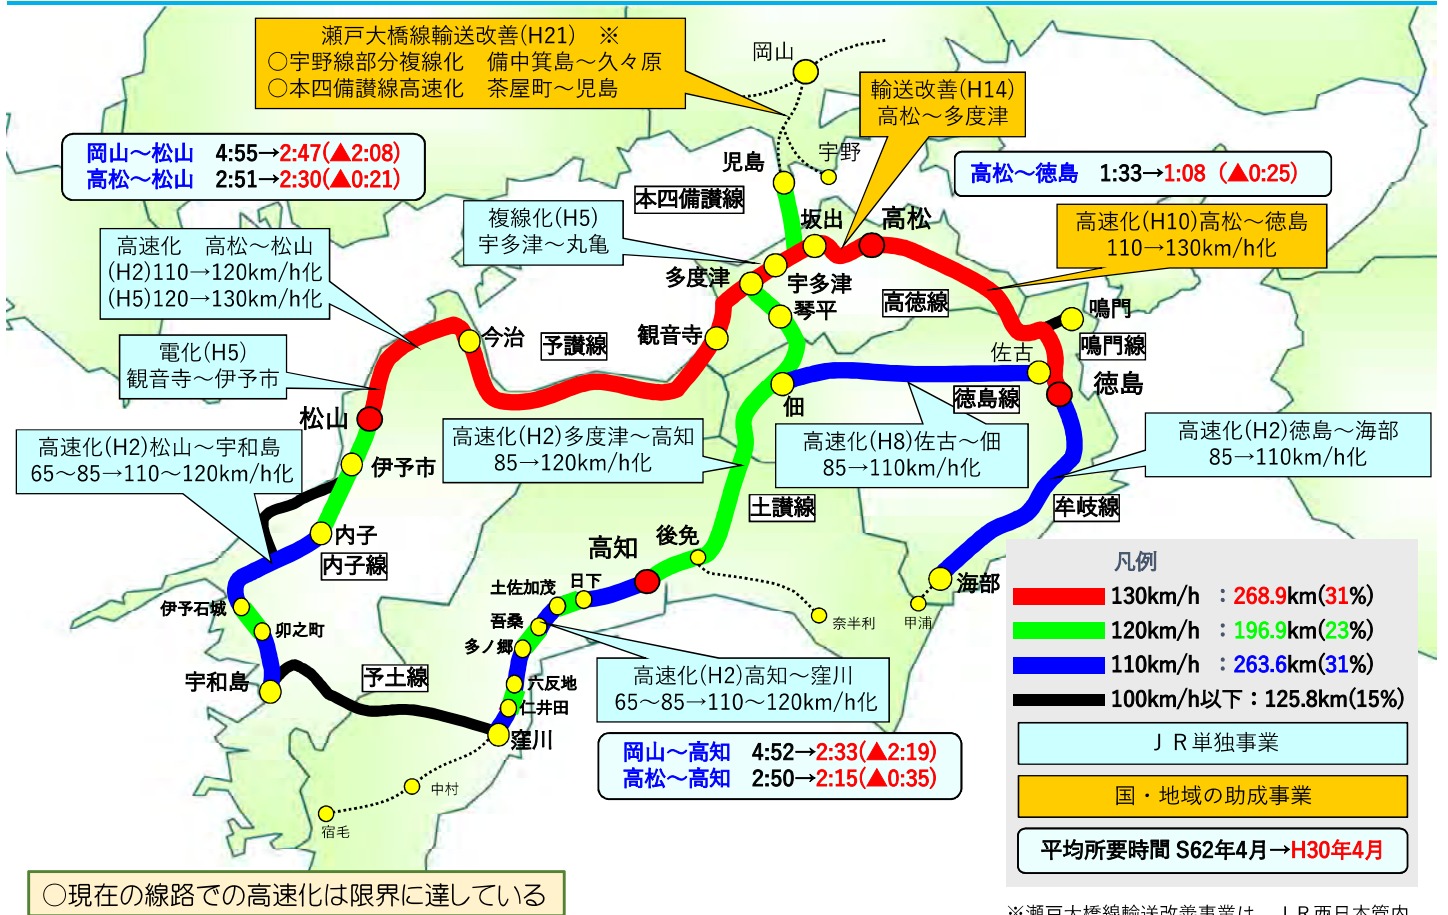 瀬戸大橋線輸送改善(H21)　※
○宇野線部分複線化　備中箕島～久々原
○本四備讃線高速化　茶屋町～児島
岡山
輸送改善(H14)
高松～多度津
岡山～松山　4:55→2:47(▲2:08)
高松～松山　2:51→2:30(▲0:21)
児島
宇野
高松～徳島　1:33→1:08（▲0:25)
本四備讃線
複線化(H5)
宇多津～丸亀
坂出
高松
高速化(H10)高松～徳島
110→130km/h化
高速化　高松～松山
(H2)110→120km/h化
(H5)120→130km/h化
多度津
宇多津
琴平
高徳線
鳴門
鳴門線
電化(H5)
観音寺～伊予市
今治
予讃線
観音寺
佐古
徳島
松山
佃
徳島線
高速化(H2)松山～宇和島
65～85→110～120km/h化
伊予市
高速化(H2)多度津～高知
85→120km/h化
高速化(H8)佐古～佃
85→110km/h化
高速化(H2)徳島～海部
85→110km/h化
土讃線
牟岐線
内子
内子線
高知
後免
海部
土佐加茂
日下
伊予石城
卯之町
吾桑
多ノ郷
奈半利
甲浦
宇和島
予土線
六反地
仁井田
窪川
高速化(H2)高知～窪川
65～85→110～120km/h化
岡山～高知　4:52→2:33(▲2:19)
高松～高知　2:50→2:15(▲0:35)
中村
宿毛
凡例
130km/h　：268.9km(31%)
120km/h　：196.9km(23%)
110km/h　：263.6km(31%)
100km/h以下：125.8km(15%)
ＪＲ単独事業
国・地域の助成事業
平均所要時間 S62年4月→H30年4月
○現在の線路での高速化は限界に達している
※瀬戸大橋線輸送改善事業は、ＪＲ西日本管内